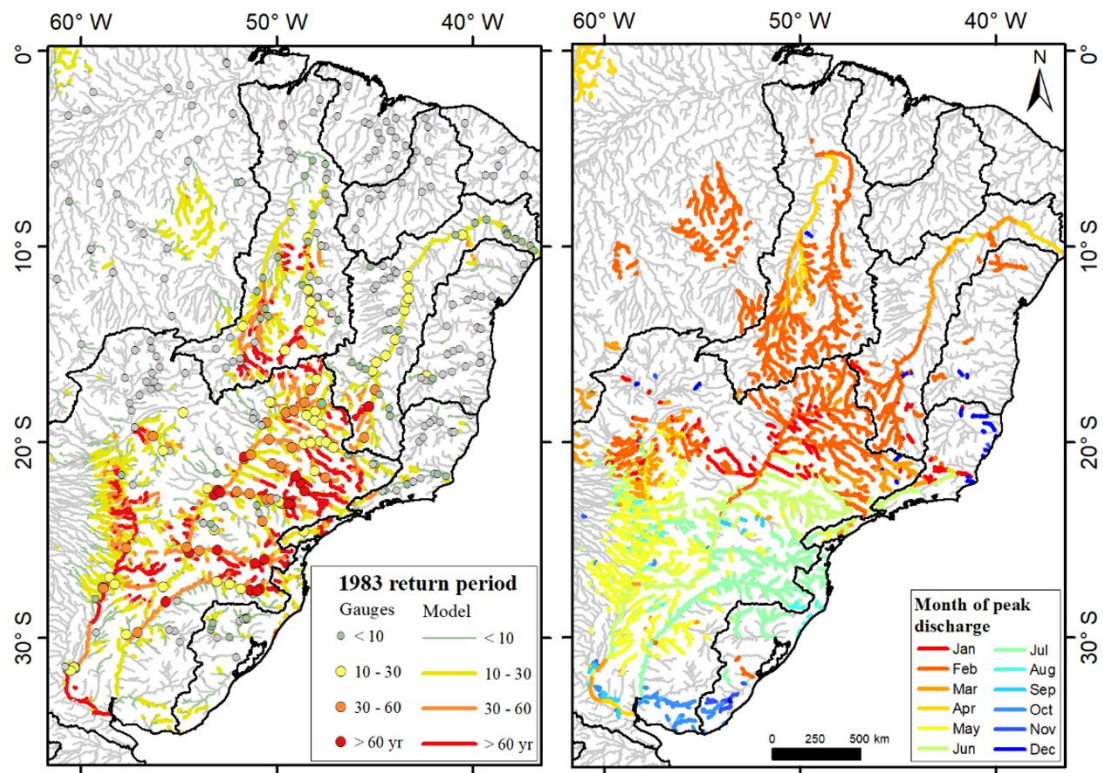 60° W 50° W 40° W 60° W 50° W 40° W
0° 0°
N
10° S 10° S
20° S 20° S
30° S 30° S
1983 return period
Gauges Model
< 10 < 10
10 - 30 10 - 30
30 - 60 30 - 60
> 60 yr > 60 yr
Month of peak
discharge
Jan Jul
Feb Aug
Mar Sep
Apr Oct
May Nov
Jun Dec
0 250 500 km